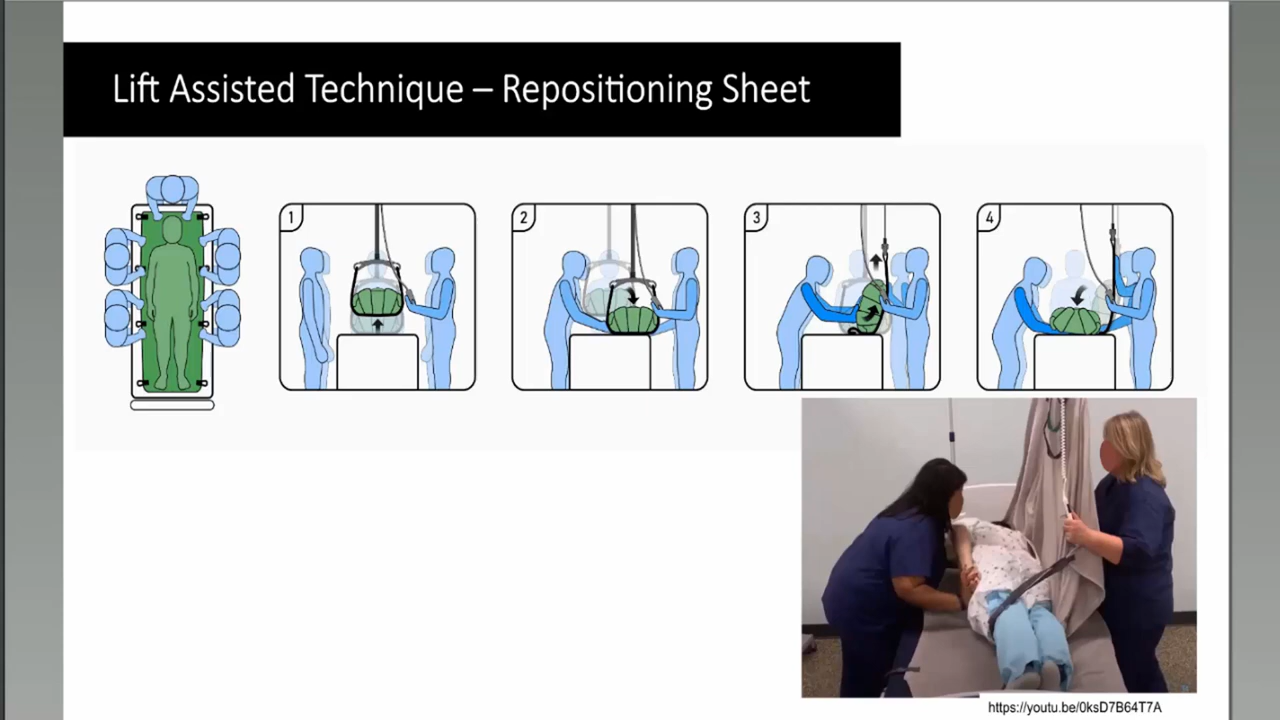 Lift Assisted Technique – Repositioning Sheet
1
2
3
4
https://youtu.be/0ksD7B64T7A